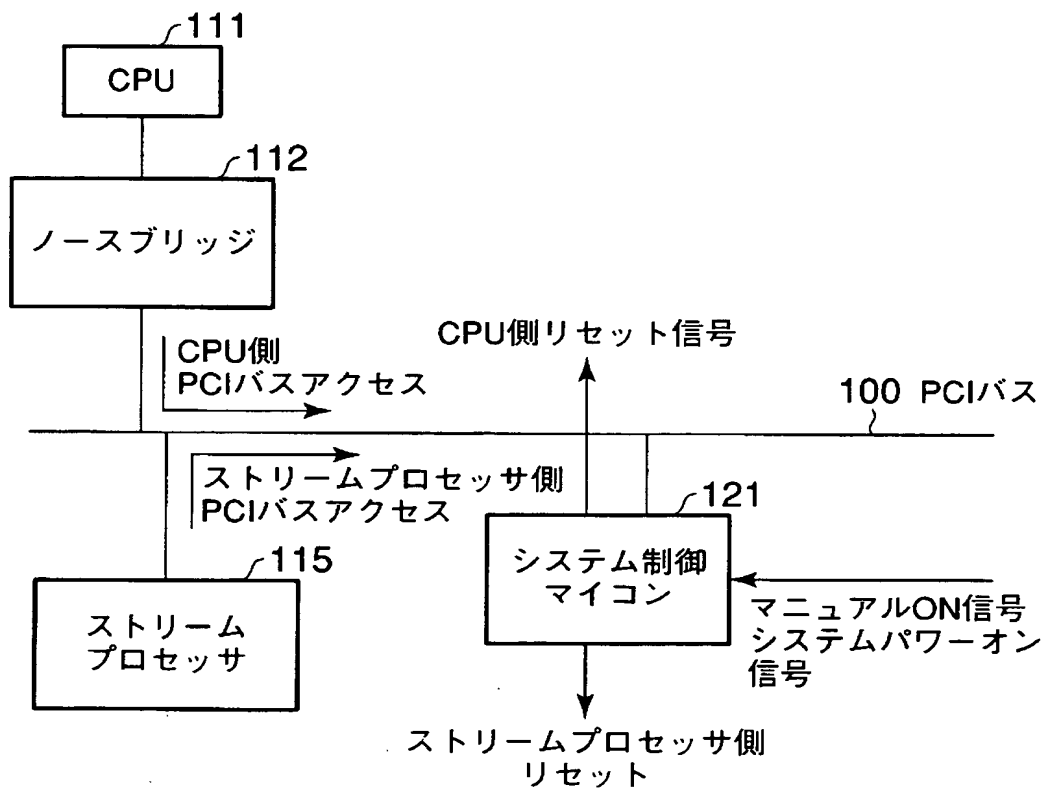 111
CPU
112
ノースブリッジ
CPU側
PCIバスアクセス
CPU側リセット信号
100 PCIバス
ストリームプロセッサ側
PCIバスアクセス
121
システム制御
マイコン
115
ストリーム
プロセッサ
マニュアルON信号
システムパワーオン
信号
ストリームプロセッサ側
リセット